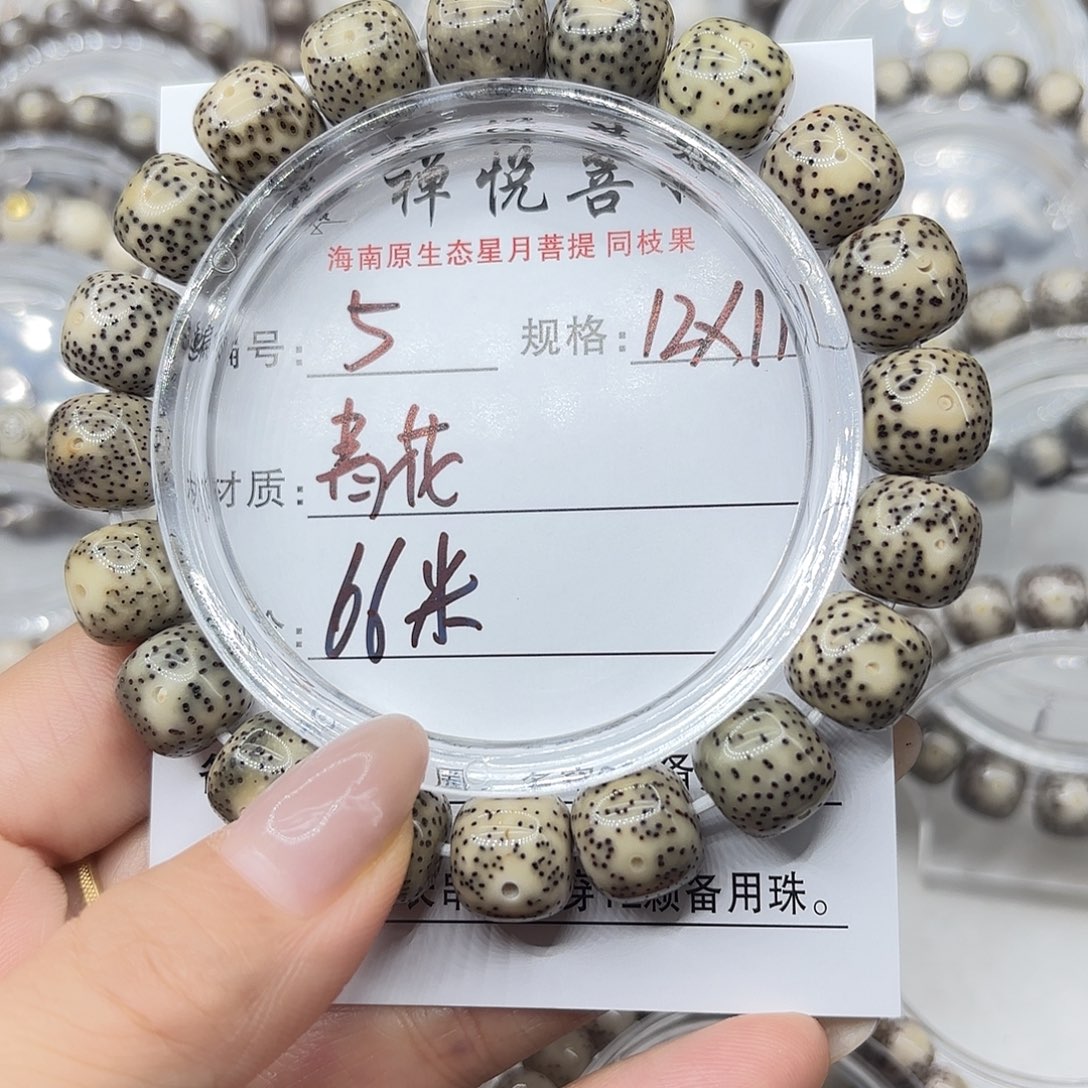 禅悦菩
海南原生态星月菩提 同枝果
编号: 5 规格: 12X11
材质: 青花
: 66米
备用珠。